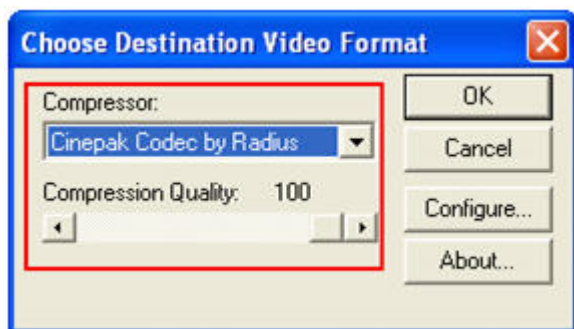 Choose Destination Video Format
Compressor:
Cinepak Codec by Radius
Compression Quality: 100
OK
Cancel
Configure...
About...